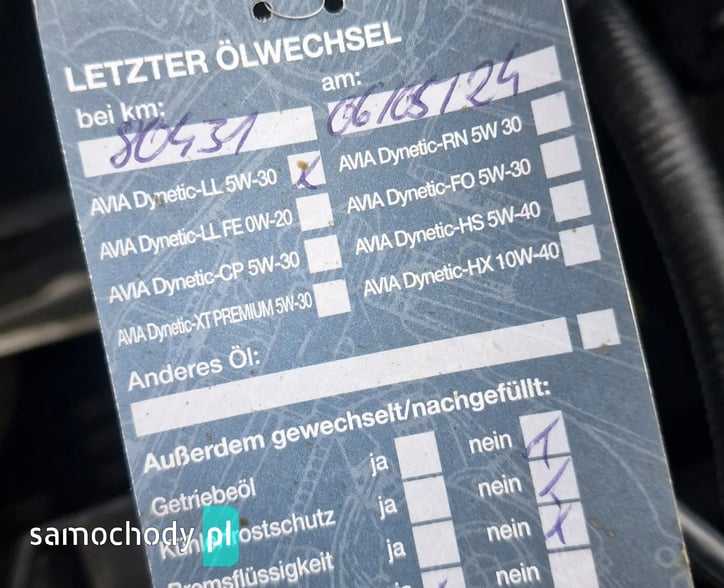 LETZTER ÖLWECHSEL
bei km: am:
80431 06/05/24
AVIA Dynetic-LL 5W-30 x AVIA Dynetic-RN 5W 30
AVIA Dynetic-LL FE 0W-20 AVIA Dynetic-FO 5W-30
AVIA Dynetic-CP 5W-30 AVIA Dynetic-HS 5W-40
AVIA Dynetic-XT PREMIUM 5W-30 AVIA Dynetic-HX 10W-40
Anderes Öl:
Außerdem gewechselt/nachgefüllt:
Getriebeöl ja nein x
Kühlerfrostschutz ja nein x
Bremsflüssigkeit ja nein x
ja nein
samochody.pl